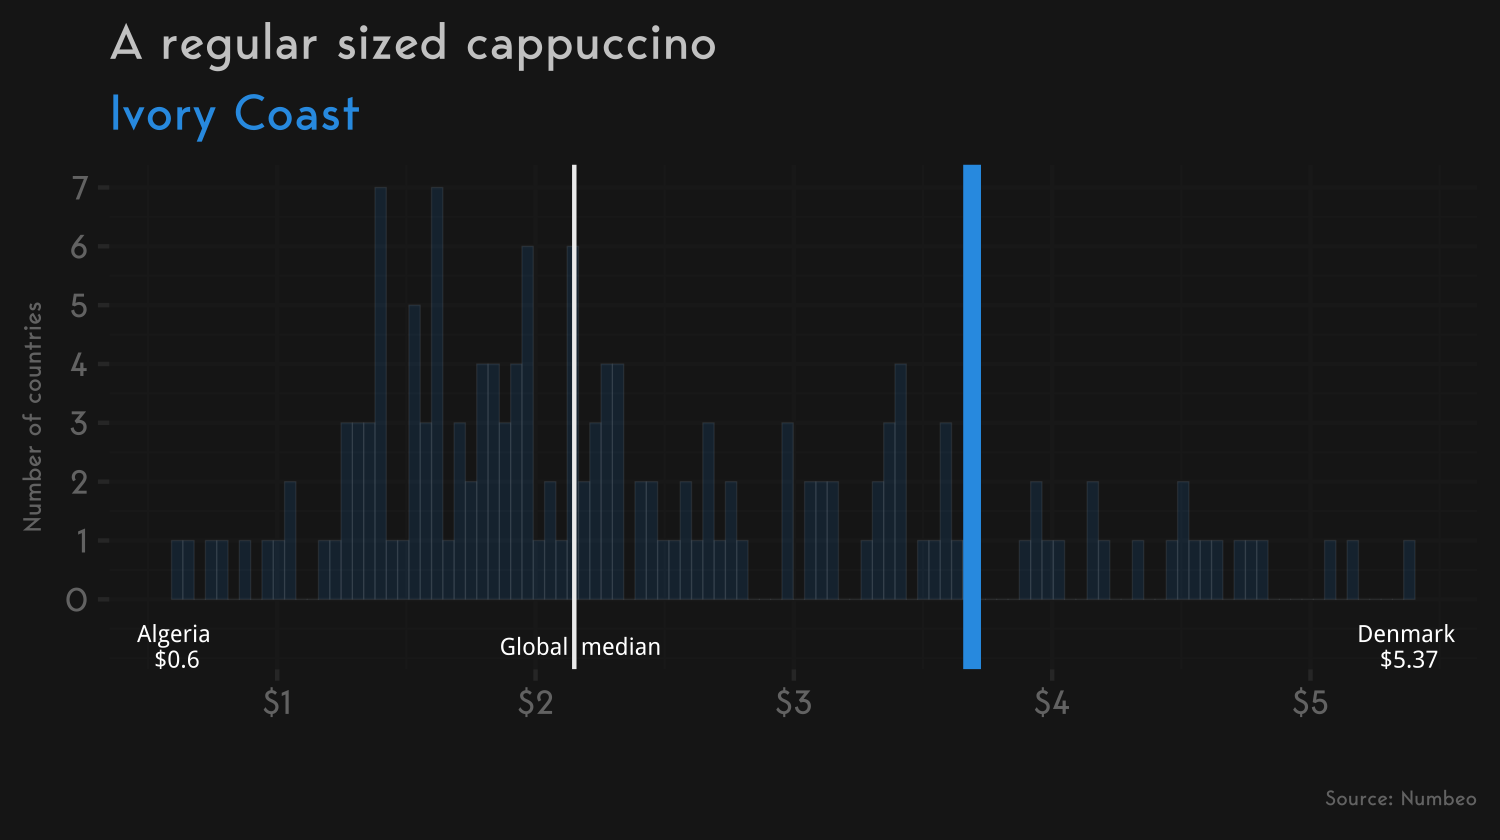 A regular sized cappuccino
Ivory Coast
Number of countries
7
6
5
4
3
2
1
0
Algeria
$0.6
Global median
Denmark
$5.37
$1 $2 $3 $4 $5
Source: Numbeo